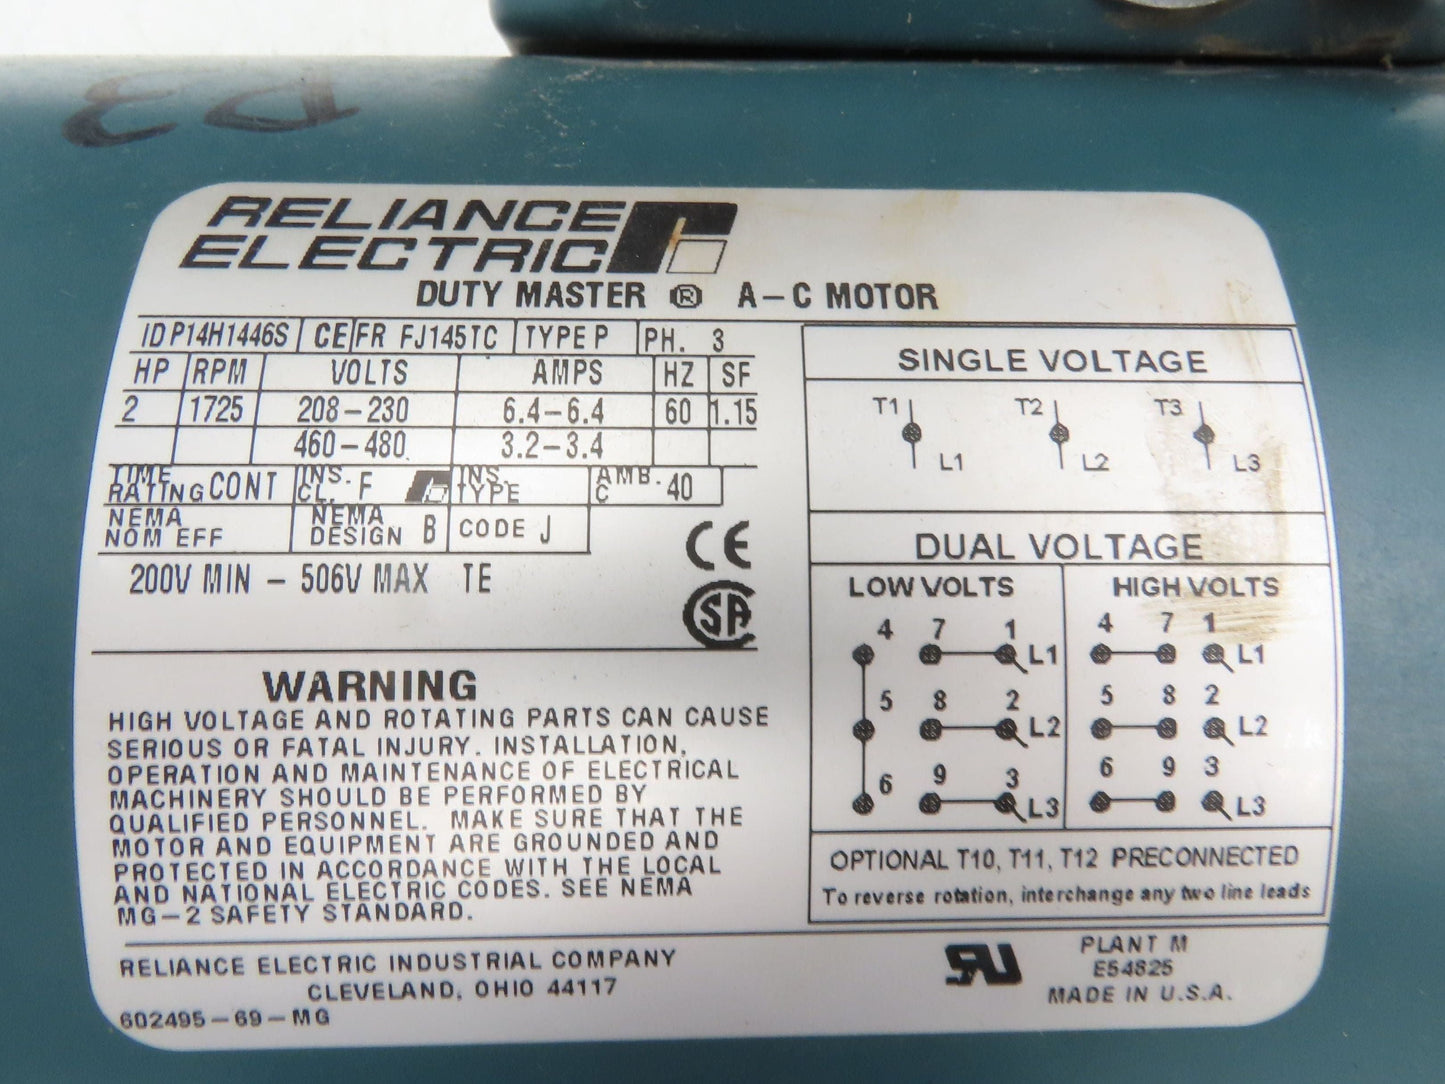 P3
RELIANCE
ELECTRIC
DUTY MASTER ® A-C MOTOR
ID P14H1446S CE FR FJ145TC TYPE P PH. 3
HP RPM VOLTS AMPS HZ SF
2 1725 208-230 6.4-6.4 60 1.15
460-480 3.2-3.4
TIME RATING CONT INS. CL. F INS. TYPE AMB. C 40
NEMA NOM EFF NEMA DESIGN B CODE J
200V MIN - 506V MAX TE
CE
SA
WARNING
HIGH VOLTAGE AND ROTATING PARTS CAN CAUSE
SERIOUS OR FATAL INJURY. INSTALLATION,
OPERATION AND MAINTENANCE OF ELECTRICAL
MACHINERY SHOULD BE PERFORMED BY
QUALIFIED PERSONNEL. MAKE SURE THAT THE
MOTOR AND EQUIPMENT ARE GROUNDED AND
PROTECTED IN ACCORDANCE WITH THE LOCAL
AND NATIONAL ELECTRIC CODES. SEE NEMA
MG-2 SAFETY STANDARD.
SINGLE VOLTAGE
T1 T2 T3
L1 L2 L3
DUAL VOLTAGE
LOW VOLTS HIGH VOLTS
4 7 1 L1 4 7 1 L1
5 8 2 L2 5 8 2 L2
6 9 3 L3 6 9 3 L3
OPTIONAL T10, T11, T12 PRECONNECTED
To reverse rotation, interchange any two line leads
RELIANCE ELECTRIC INDUSTRIAL COMPANY
CLEVELAND, OHIO 44117
602495-69-MG
PLANT M
E54825
MADE IN U.S.A.